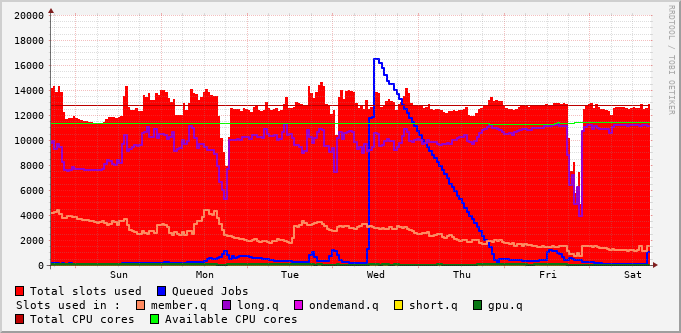 RRDTOOL / TOBI OETIKER
20000
18000
16000
14000
12000
10000
8000
6000
4000
2000
0
Sun Mon Tue Wed Thu Fri Sat
Total slots used Queued Jobs
Slots used in : member.q long.q ondemand.q short.q gpu.q
Total CPU cores Available CPU cores